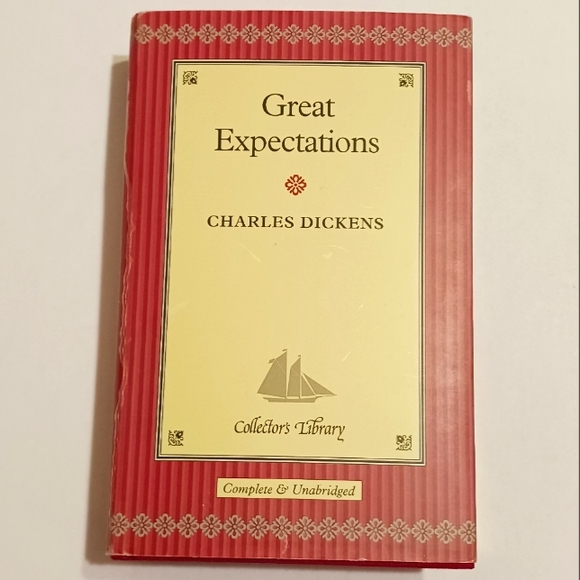 Great
Expectations
CHARLES DICKENS
Collector's Library
Complete & Unabridged